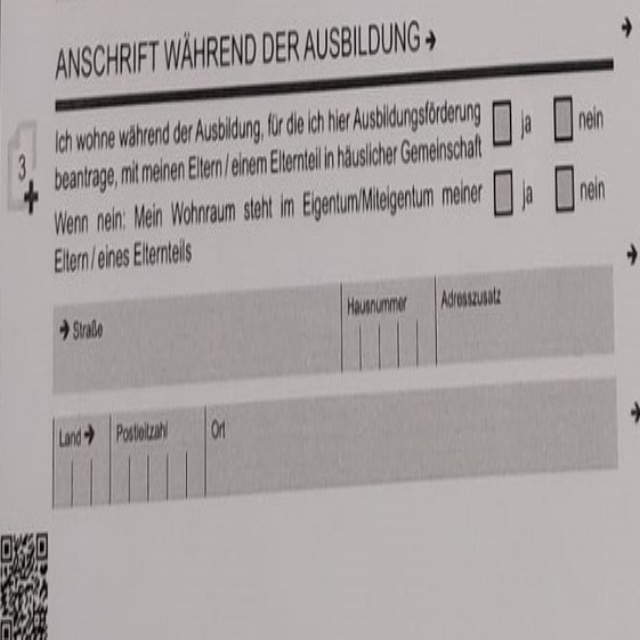 ANSCHRIFT WÄHREND DER AUSBILDUNG →
Ich wohne während der Ausbildung, für die ich hier Ausbildungsförderung
beantrage, mit meinen Eltern / einem Elternteil in häuslicher Gemeinschaft
ja nein
3
+
Wenn nein: Mein Wohnraum steht im Eigentum/Miteigentum meiner
Eltern / eines Elternteils
ja nein
→ Straße Hausnummer Adresszusatz
Land → Postleitzahl Ort